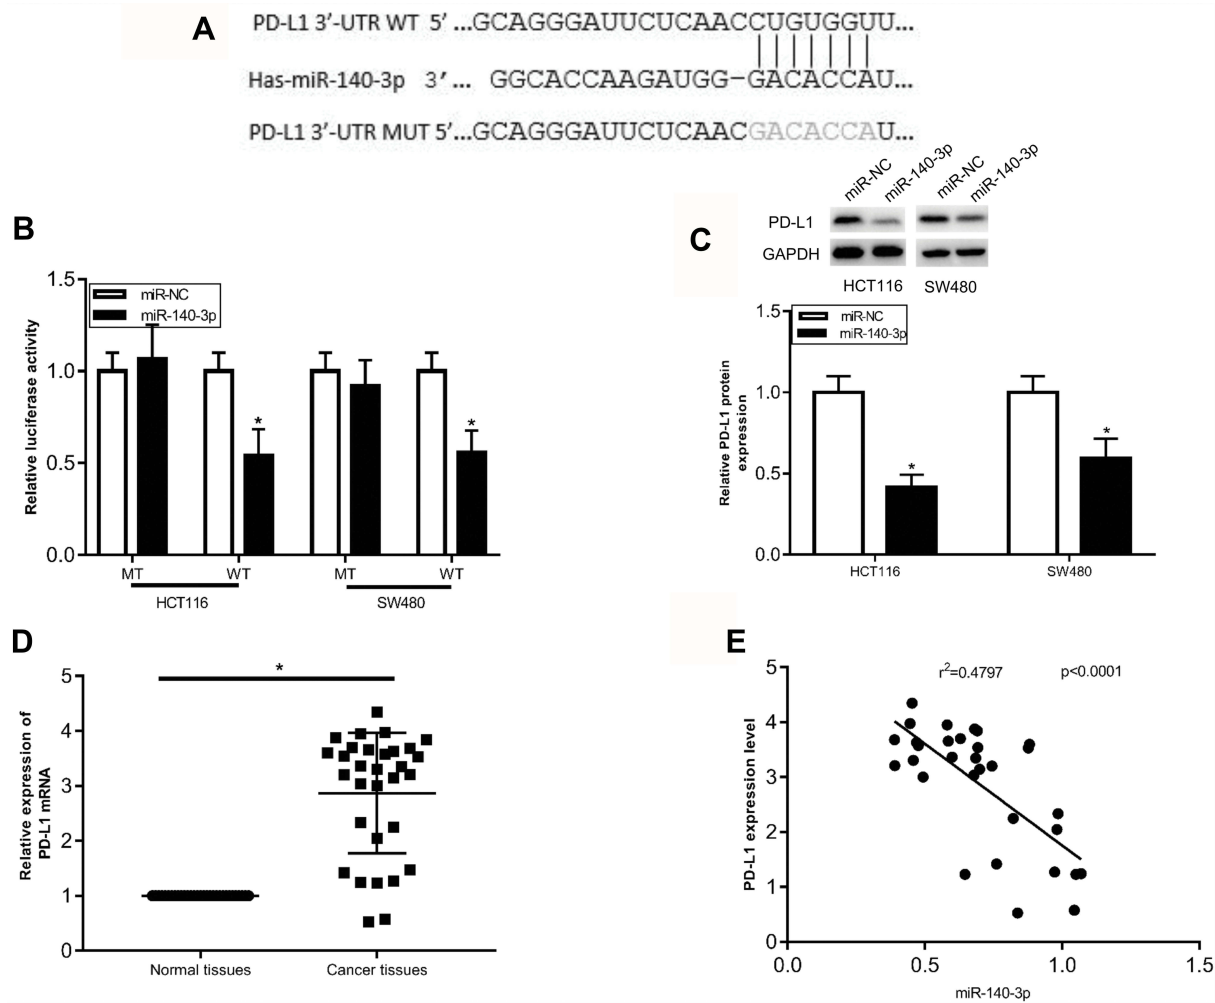 A
PD-L1 3′-UTR WT 5′ ...GCAGGGAUUCUCAACCUGUGGUU...
Has-miR-140-3p 3′ ... GGCACCAAGAUGG-GACACCAU...
PD-L1 3′-UTR MUT 5′...GCAGGGAUUCUCAACGACACCAU...
B
1.5
1.0
0.5
0.0
Relative luciferase activity
miR-NC
miR-140-3p
*
*
MT WT MT WT
HCT116 SW480
C
miR-NC miR-140-3p miR-NC miR-140-3p
PD-L1
GAPDH
HCT116 SW480
1.5
1.0
0.5
0.0
Relative PD-L1 protein
expression
miR-NC
miR-140-3p
*
*
HCT116 SW480
D
5
4
3
2
1
0
Relative expression of
PD-L1 mRNA
*
Normal tissues Cancer tissues
E
5
4
3
2
1
0
PD-L1 expression level
r²=0.4797 p<0.0001
0.0 0.5 1.0 1.5
miR-140-3p